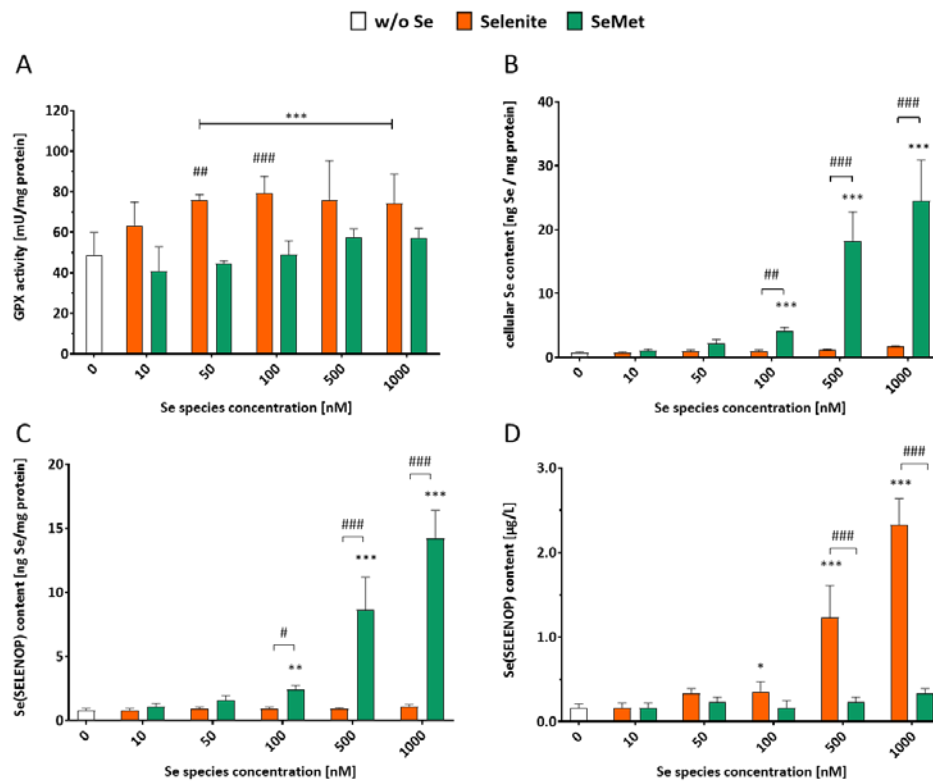 w/o Se Selenite SeMet
A
GPX activity [mU/mg protein]
120
100
80
60
40
20
0
***
##
###
0 10 50 100 500 1000
Se species concentration [nM]
B
cellular Se content [ng Se / mg protein]
40
30
20
10
0
##
***
###
***
###
***
0 10 50 100 500 1000
Se species concentration [nM]
C
Se(SELENOP) content [ng Se/mg protein]
20
15
10
5
0
#
**
###
***
###
***
0 10 50 100 500 1000
Se species concentration [nM]
D
Se(SELENOP) content [µg/L]
3.0
2.0
1.0
0.0
*
***
###
***
###
0 10 50 100 500 1000
Se species concentration [nM]